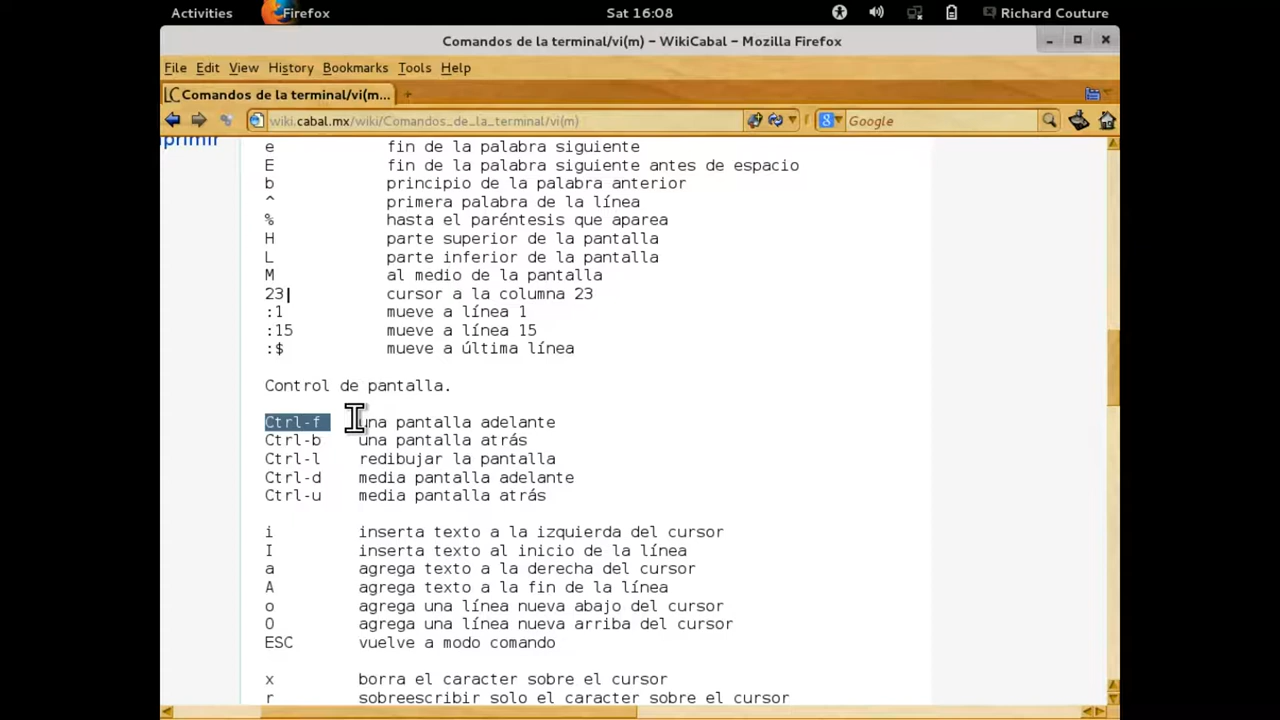 Activities Firefox Sat 16:08 Richard Couture
Comandos de la terminal/vi(m) – WikiCabal – Mozilla Firefox
File Edit View History Bookmarks Tools Help
Comandos de la terminal/vi(m...
wiki.cabal.mx/wiki/Comandos_de_la_terminal/vi(m) Google
primir
e fin de la palabra siguiente
E fin de la palabra siguiente antes de espacio
b principio de la palabra anterior
^ primera palabra de la línea
% hasta el paréntesis que aparea
H parte superior de la pantalla
L parte inferior de la pantalla
M al medio de la pantalla
23| cursor a la columna 23
:1 mueve a línea 1
:15 mueve a línea 15
:$ mueve a última línea
Control de pantalla.
Ctrl-f una pantalla adelante
Ctrl-b una pantalla atrás
Ctrl-l redibujar la pantalla
Ctrl-d media pantalla adelante
Ctrl-u media pantalla atrás
i inserta texto a la izquierda del cursor
I inserta texto al inicio de la línea
a agrega texto a la derecha del cursor
A agrega texto a la fin de la línea
o agrega una línea nueva abajo del cursor
O agrega una línea nueva arriba del cursor
ESC vuelve a modo comando
x borra el caracter sobre el cursor
r sobreescribir solo el caracter sobre el cursor